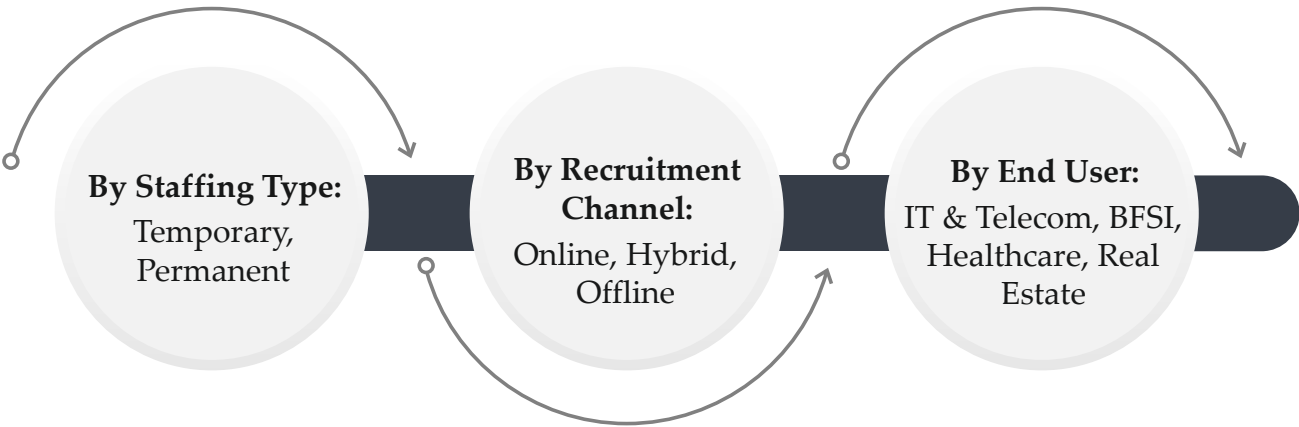 By Staffing Type:
Temporary,
Permanent
By Recruitment
Channel:
Online, Hybrid,
Offline
By End User:
IT & Telecom, BFSI,
Healthcare, Real
Estate